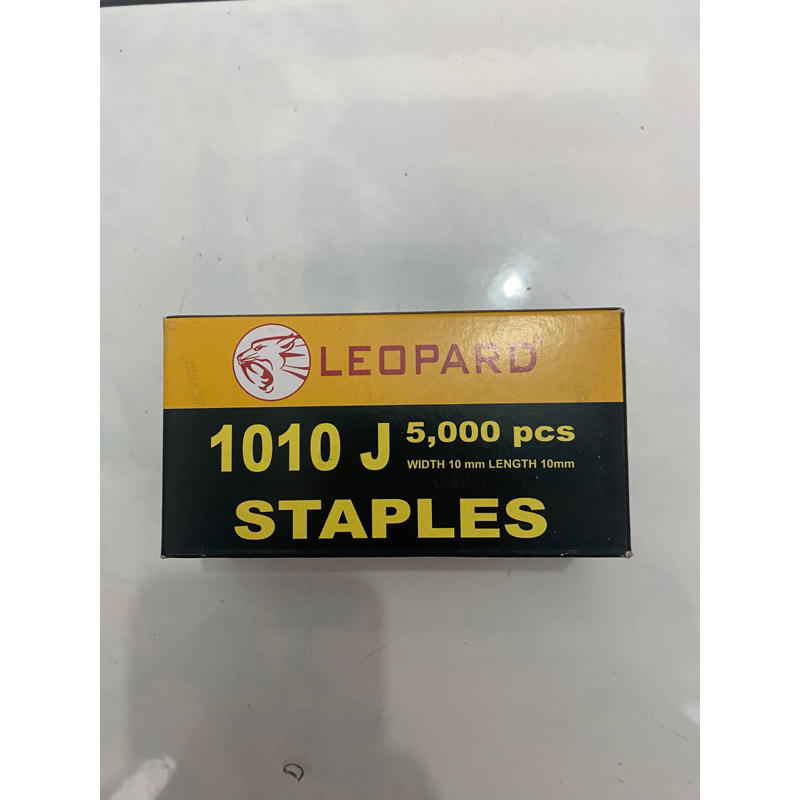 LEOPARD
1010 J
5,000 pcs
WIDTH 10 mm LENGTH 10mm
STAPLES